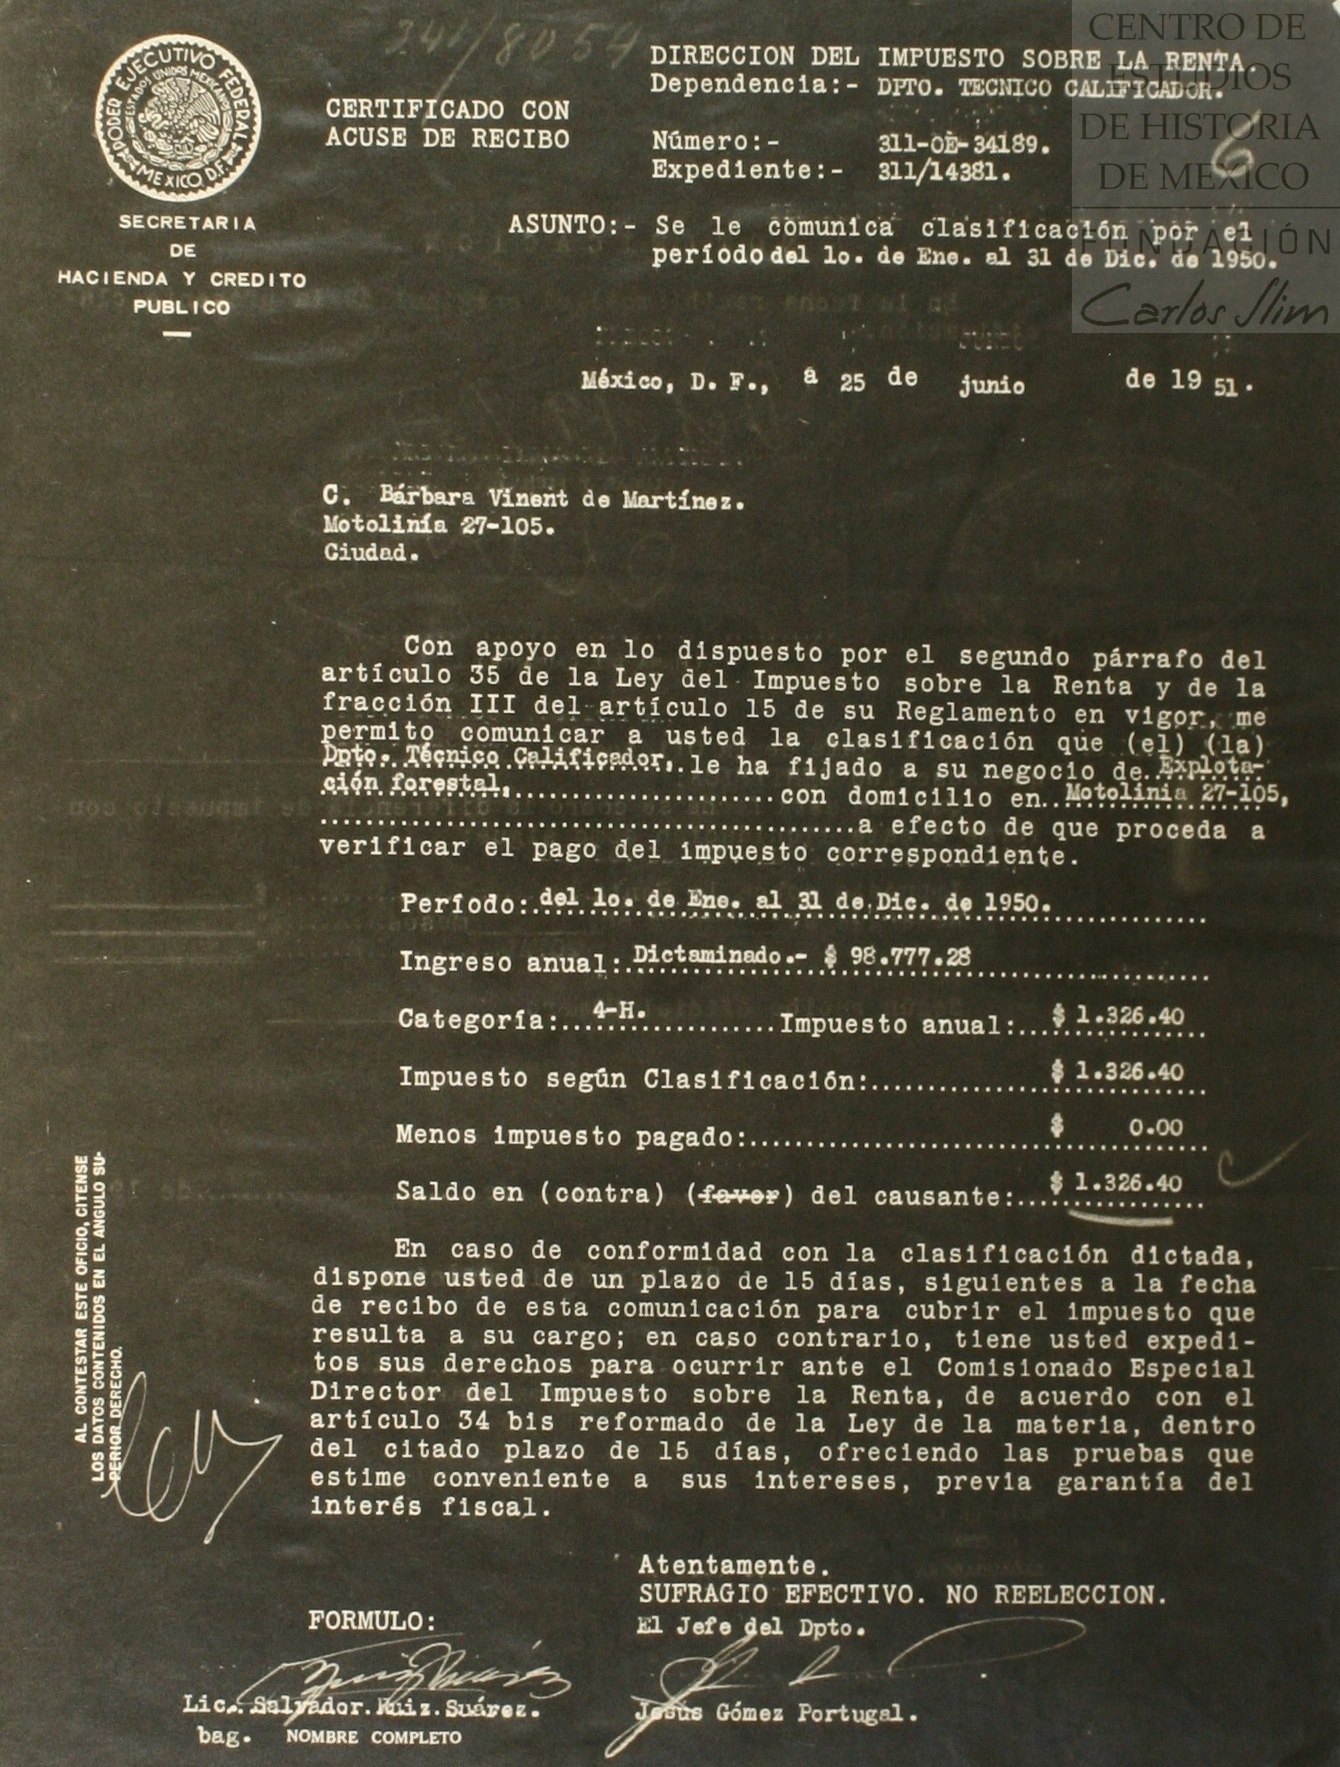 341/8054
PODER EJECUTIVO FEDERAL
ESTADOS UNIDOS MEXICANOS
MEXICO, D.F.
SECRETARIA
DE
HACIENDA Y CREDITO
PUBLICO
CERTIFICADO CON
ACUSE DE RECIBO
DIRECCION DEL IMPUESTO SOBRE LA RENTA.
Dependencia:- DPTO. TECNICO CALIFICADOR.
Número:- 311-OE-34189.
Expediente:- 311/14381.
6
CENTRO DE
ESTUDIOS
DE HISTORIA
DE MEXICO
FUNDACIÓN
Carlos Slim
ASUNTO:- Se le comunica clasificación por el
período del 1o. de Ene. al 31 de Dic. de 1950.
México, D. F., a 25 de junio de 19 51.
C. Bárbara Vinent de Martínez.
Motolinía 27-105.
Ciudad.
Con apoyo en lo dispuesto por el segundo párrafo del
artículo 35 de la Ley del Impuesto sobre la Renta y de la
fracción III del artículo 15 de su Reglamento en vigor, me
permito comunicar a usted la clasificación que (el) (la)
Dpto. Técnico Calificador, le ha fijado a su negocio de Explota-
ción forestal, con domicilio en Motolinia 27-105,
a efecto de que proceda a
verificar el pago del impuesto correspondiente.
Período: del 1o. de Ene. al 31 de Dic. de 1950.
Ingreso anual: Dictaminado.- $ 98.777.28
Categoría: 4-H. Impuesto anual: $ 1.326.40
Impuesto según Clasificación: $ 1.326.40
Menos impuesto pagado: $ 0.00
Saldo en (contra) (favor) del causante: $ 1.326.40
En caso de conformidad con la clasificación dictada,
dispone usted de un plazo de 15 días, siguientes a la fecha
de recibo de esta comunicación para cubrir el impuesto que
resulta a su cargo; en caso contrario, tiene usted expedi-
tos sus derechos para ocurrir ante el Comisionado Especial
Director del Impuesto sobre la Renta, de acuerdo con el
artículo 34 bis reformado de la Ley de la materia, dentro
del citado plazo de 15 días, ofreciendo las pruebas que
estime conveniente a sus intereses, previa garantía del
interés fiscal.
AL CONTESTAR ESTE OFICIO, CITENSE
LOS DATOS CONTENIDOS EN EL ANGULO SU-
PERIOR DERECHO.
Atentamente.
SUFRAGIO EFECTIVO. NO REELECCION.
FORMULO:
El Jefe del Dpto.
Lic. Salvador Ruiz Suárez.
Jesús Gómez Portugal.
bag. NOMBRE COMPLETO